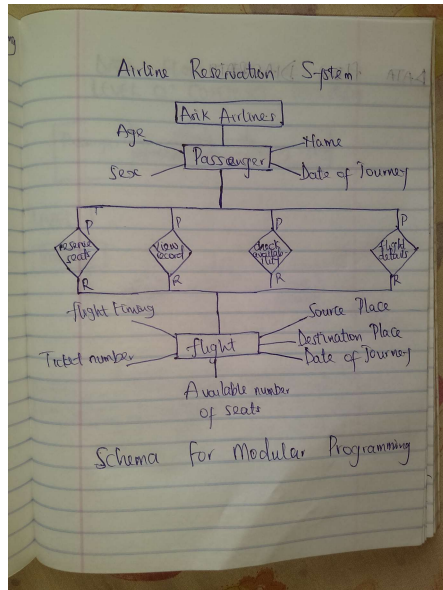 Airline Reservation System
Arik Airlines
Age
Name
Passenger
Sex
Date of Journey
P
P
P
P
reserve
seats
View
record
check
flight
details
R
R
R
R
flight timing
Source Place
Destination Place
Ticket number
flight
Date of Journey
Available number
of seats
Schema for Modular Programming